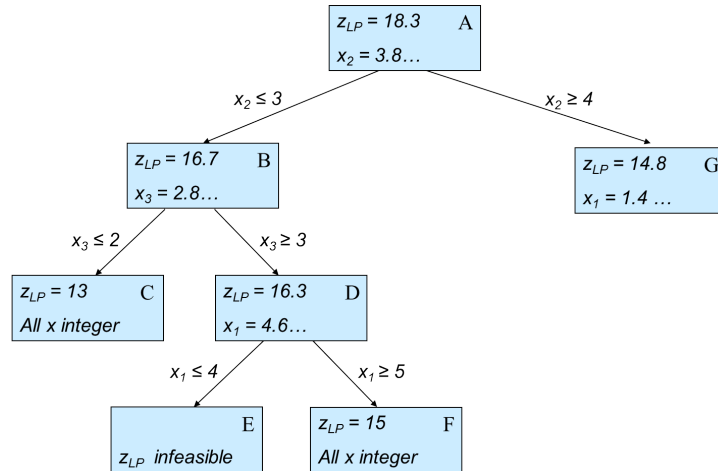 z_LP = 18.3 A
x_2 = 3.8…
x_2 ≤ 3
x_2 ≥ 4
z_LP = 16.7 B
x_3 = 2.8…
z_LP = 14.8 G
x_1 = 1.4 …
x_3 ≤ 2
x_3 ≥ 3
z_LP = 13 C
All x integer
z_LP = 16.3 D
x_1 = 4.6…
x_1 ≤ 4
x_1 ≥ 5
E
z_LP infeasible
z_LP = 15 F
All x integer